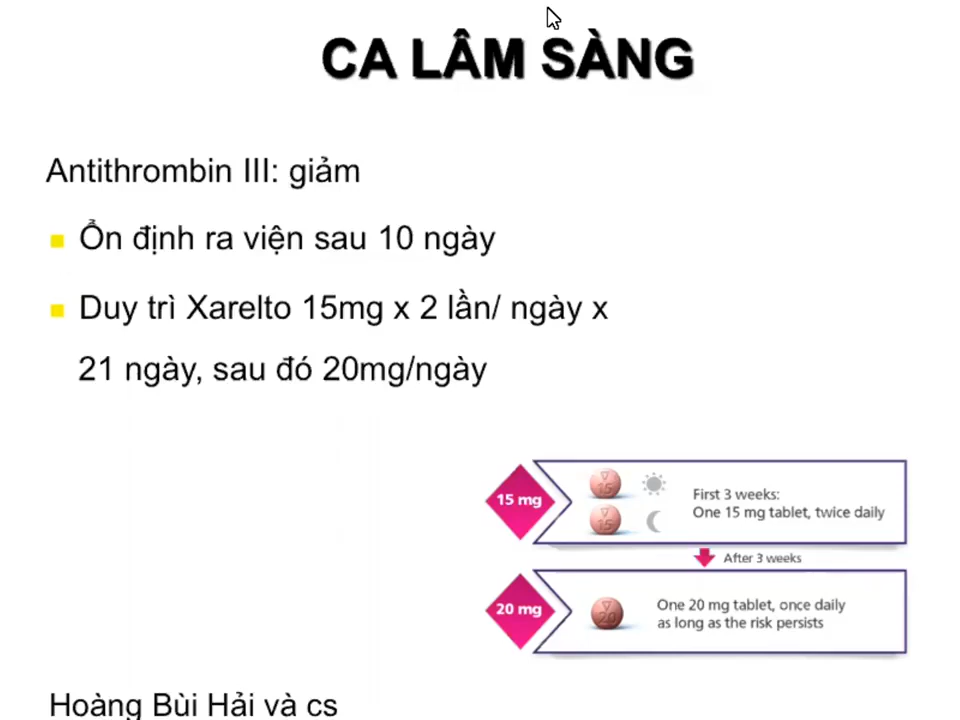 CA LÂM SÀNG
Antithrombin III: giảm
Ổn định ra viện sau 10 ngày
Duy trì Xarelto 15mg x 2 lần/ ngày x
21 ngày, sau đó 20mg/ngày
15 mg
15
15
First 3 weeks:
One 15 mg tablet, twice daily
After 3 weeks
20 mg
20
One 20 mg tablet, once daily
as long as the risk persists
Hoàng Bùi Hải và cs